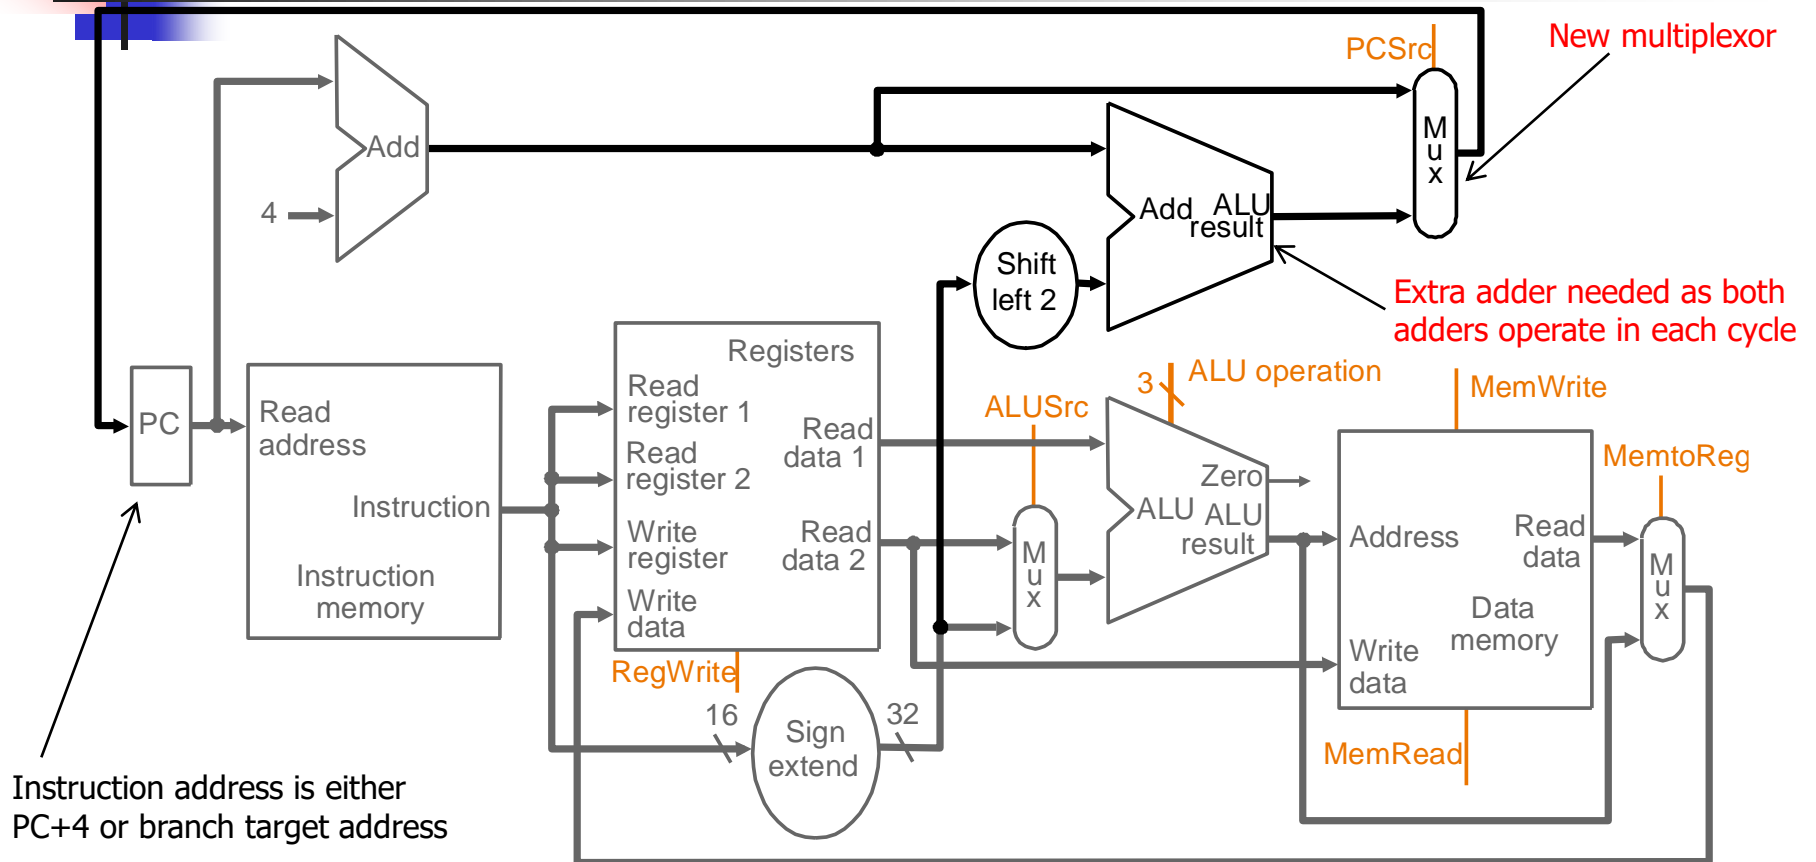 PCSrc
New multiplexor
Add
4
M
u
x
Add ALU
result
Shift
left 2
Extra adder needed as both
adders operate in each cycle
Registers
Read
register 1
Read
register 2
Write
register
Write
data
Read
data 1
Read
data 2
RegWrite
PC
Read
address
Instruction
Instruction
memory
ALUSrc
M
u
x
3
ALU operation
Zero
ALU ALU
result
MemWrite
Address
Read
data
Data
memory
Write
data
MemRead
MemtoReg
M
u
x
16
Sign
extend
32
Instruction address is either
PC+4 or branch target address